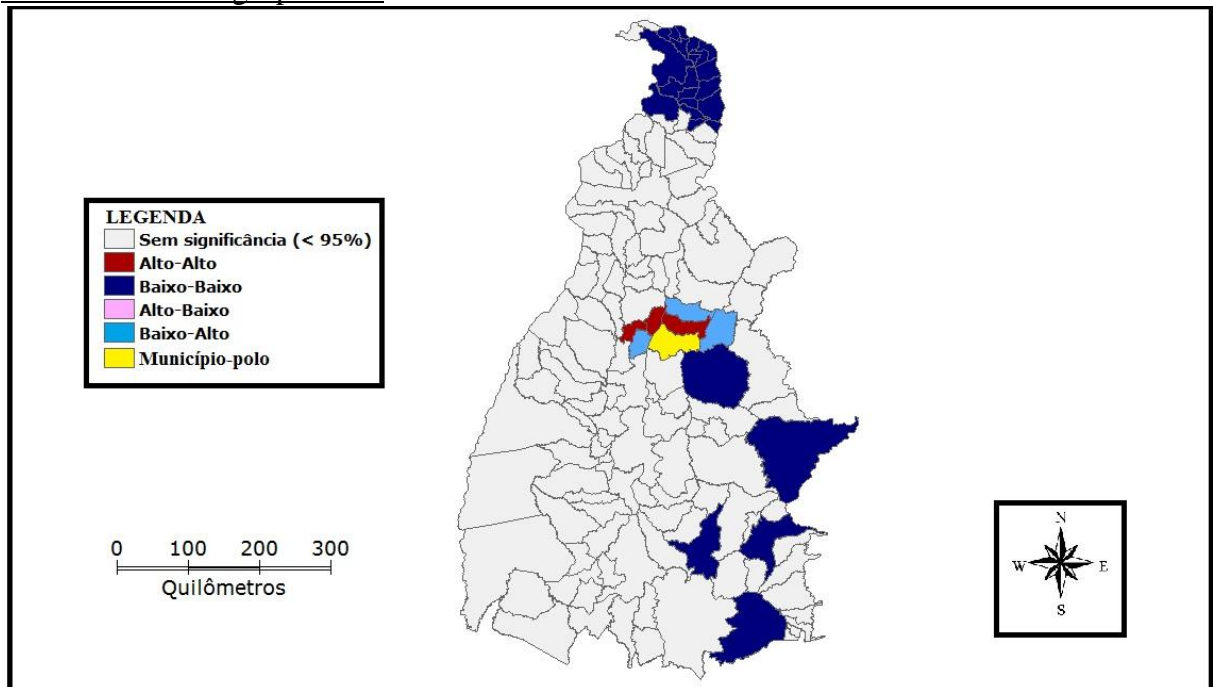 LEGENDA
Sem significância (< 95%)
Alto-Alto
Baixo-Baixo
Alto-Baixo
Baixo-Alto
Município-polo
0 100 200 300
Quilômetros
N
W E
S